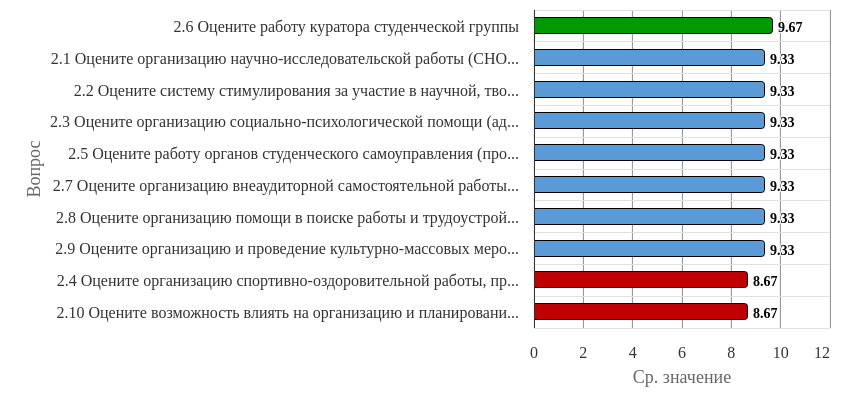 2.6 Оцените работу куратора студенческой группы 9.67
2.1 Оцените организацию научно-исследовательской работы (СНО... 9.33
2.2 Оцените систему стимулирования за участие в научной, тво... 9.33
2.3 Оцените организацию социально-психологической помощи (ад... 9.33
2.5 Оцените работу органов студенческого самоуправления (про... 9.33
2.7 Оцените организацию внеаудиторной самостоятельной работы... 9.33
2.8 Оцените организацию помощи в поиске работы и трудоустрой... 9.33
2.9 Оцените организацию и проведение культурно-массовых меро... 9.33
2.4 Оцените организацию спортивно-оздоровительной работы, пр... 8.67
2.10 Оцените возможность влиять на организацию и планировани... 8.67
Вопрос
0 2 4 6 8 10 12
Ср. значение